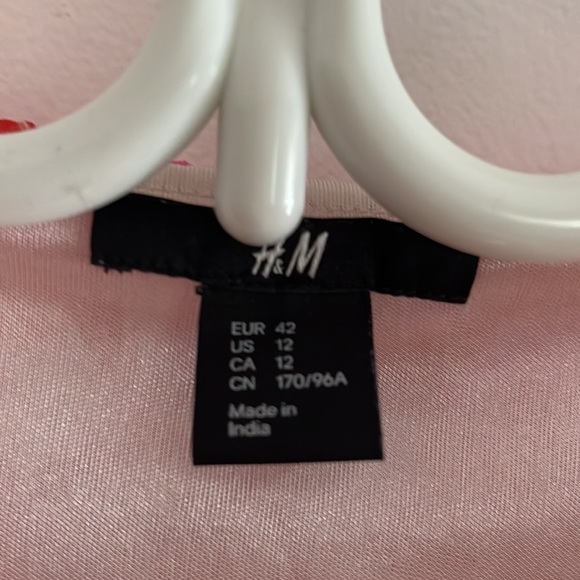 H&M
EUR 42
US 12
CA 12
CN 170/96A
Made in
India